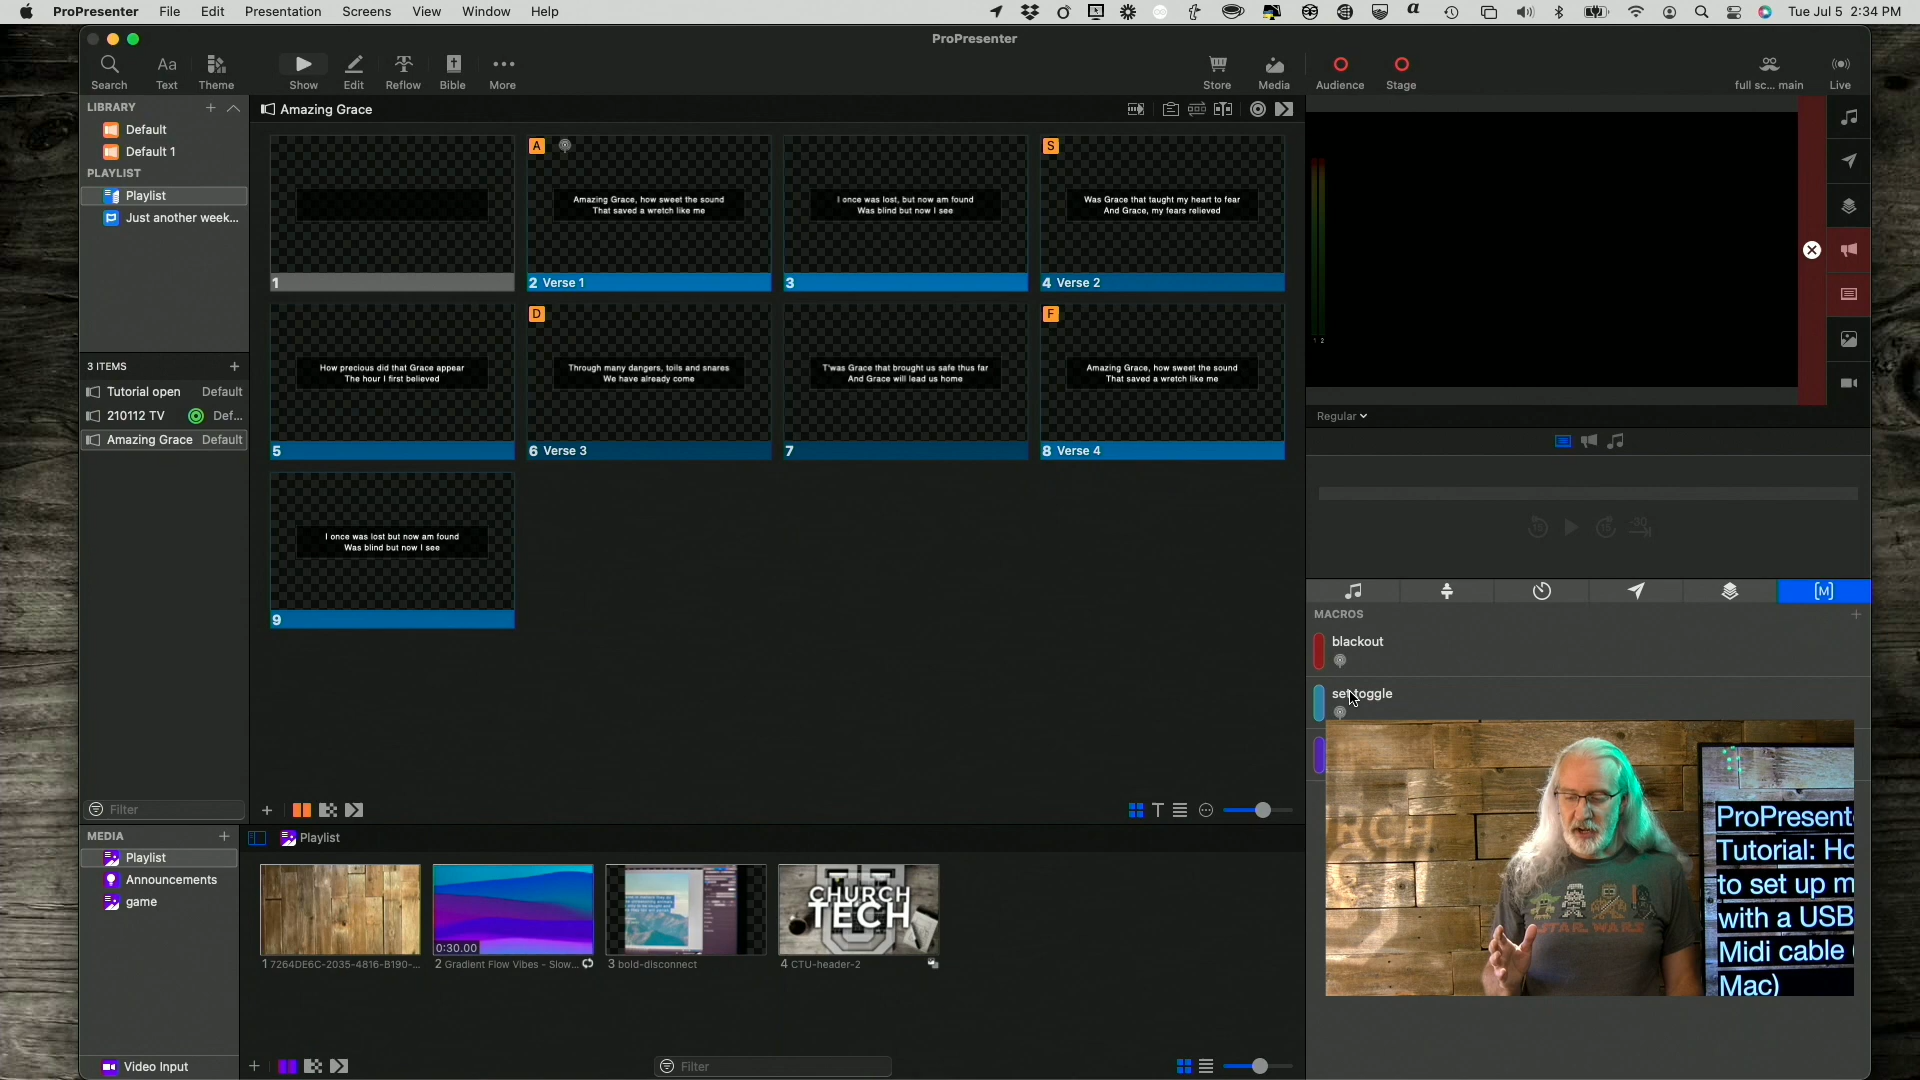 ProPresenter File Edit Presentation Screens View Window Help
Tue Jul 5 2:34 PM
ProPresenter
Search Text Theme Show Edit Reflow Bible More Store Media Audience Stage full sc... main Live
LIBRARY
Default
Default 1
PLAYLIST
Playlist
Just another week...
3 ITEMS
Tutorial open Default
210112 TV Def...
Amazing Grace Default
Filter
Amazing Grace
1
A
Amazing Grace, how sweet the sound
That saved a wretch like me
2 Verse 1
I once was lost, but now am found
Was blind but now I see
3
S
Was Grace that taught my heart to fear
And Grace, my fears relieved
4 Verse 2
How precious did that Grace appear
The hour I first believed
5
D
Through many dangers, toils and snares
We have already come
6 Verse 3
T'was Grace that brought us safe thus far
And Grace will lead us home
7
F
Amazing Grace, how sweet the sound
That saved a wretch like me
8 Verse 4
I once was lost but now am found
Was blind but now I see
9
1 2
Regular
[M]
MACROS
blackout
set toggle
MEDIA
Playlist
Announcements
game
Video Input
Playlist
0:30.00
CHURCH
TECH
1 7264DE6C-2035-4816-B190-...
2 Gradient Flow Vibes - Slow...
3 bold-disconnect
4 CTU-header-2
Filter
STAR WARS
ProPresent
Tutorial: Ho
to set up m
with a USB
Midi cable (
Mac)